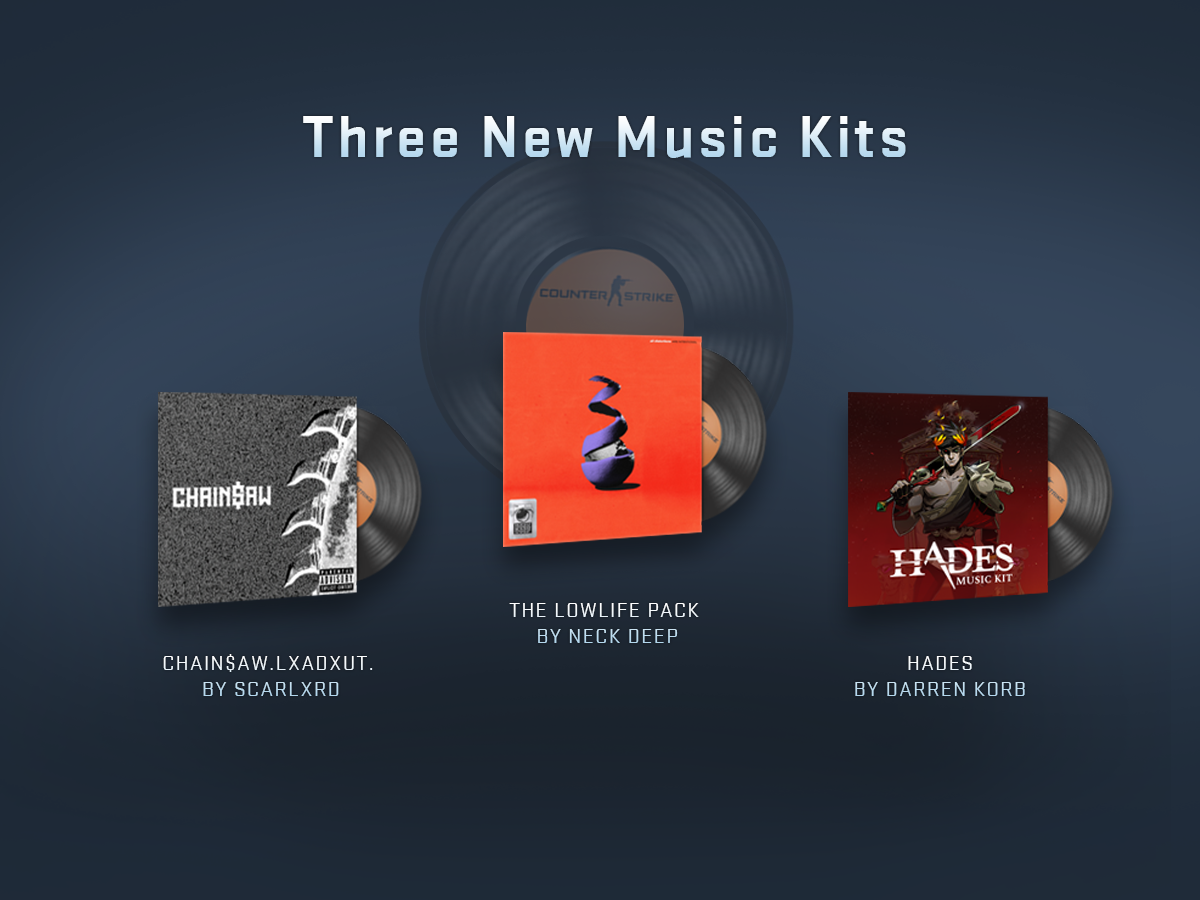 Three New Music Kits
COUNTER STRIKE
CHAIN$AW
PARENTAL
ADVISORY
EXPLICIT CONTENT
HADES
MUSIC KIT
THE LOWLIFE PACK
BY NECK DEEP
CHAIN$AW.LXADXUT.
BY SCARLXRD
HADES
BY DARREN KORB